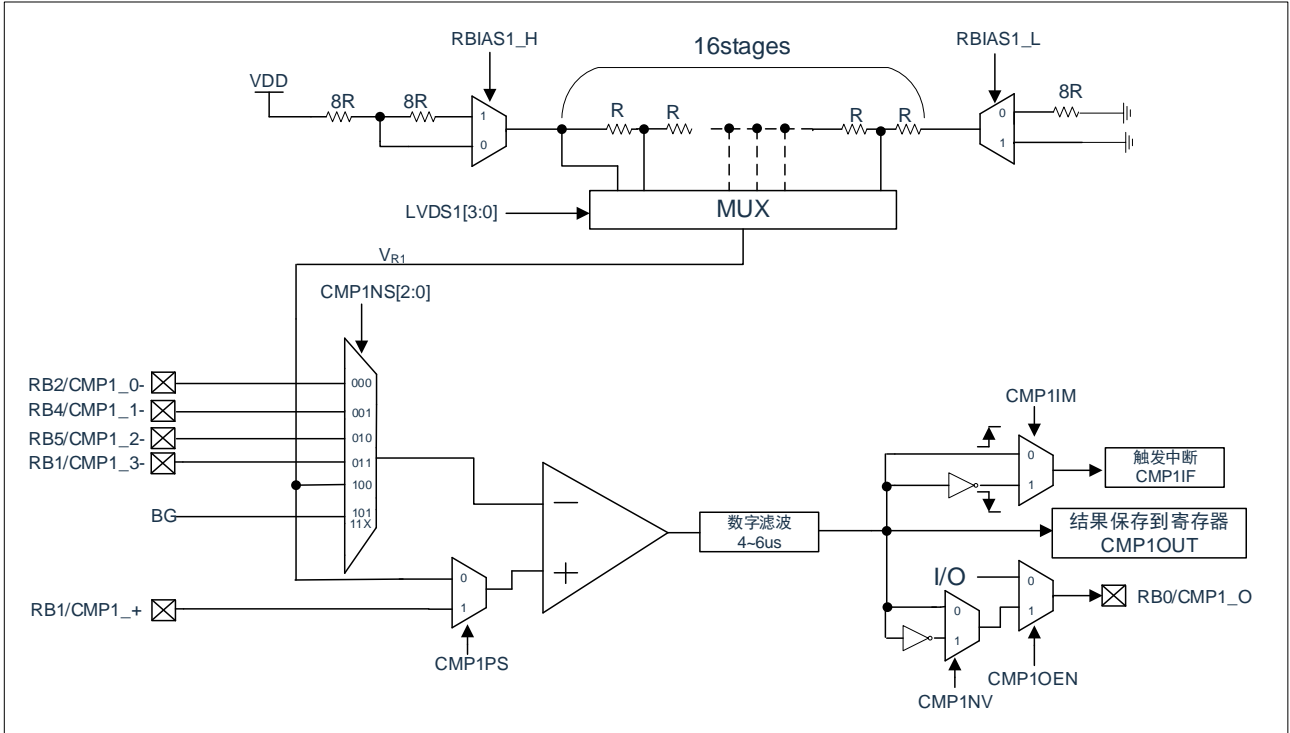 RBIAS1_H
16stages
RBIAS1_L
VDD
8R
8R
1
0
R
R
R
R
0
1
8R
LVDS1[3:0]
MUX
VR1
CMP1NS[2:0]
RB2/CMP1_0-
000
RB4/CMP1_1-
001
RB5/CMP1_2-
010
RB1/CMP1_3-
011
100
BG
101
11X
RB1/CMP1_+
0
1
CMP1PS
—
+
数字滤波
4~6us
CMP1IM
0
1
触发中断
CMP1IF
结果保存到寄存器
CMP1OUT
I/O
0
1
0
1
RB0/CMP1_O
CMP1OEN
CMP1NV